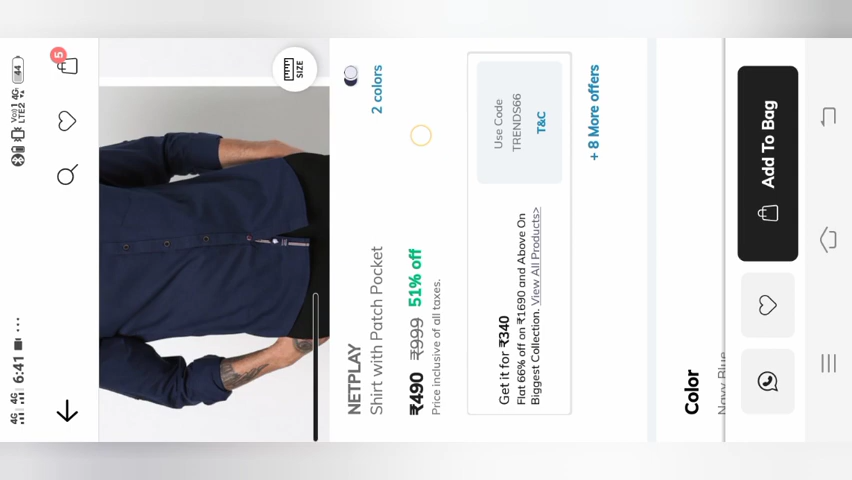 4G 4G 6:41
Vo) 1 4G
LTE2
44
5
SIZE
NETPLAY
2 colors
Shirt with Patch Pocket
₹490 ₹999 51% off
Price inclusive of all taxes.
Get it for ₹340
Flat 66% off on ₹1690 and Above On
Biggest Collection. View All Products>
Use Code
TRENDS66
T&C
+ 8 More offers
Color
Navy Blue
Add To Bag